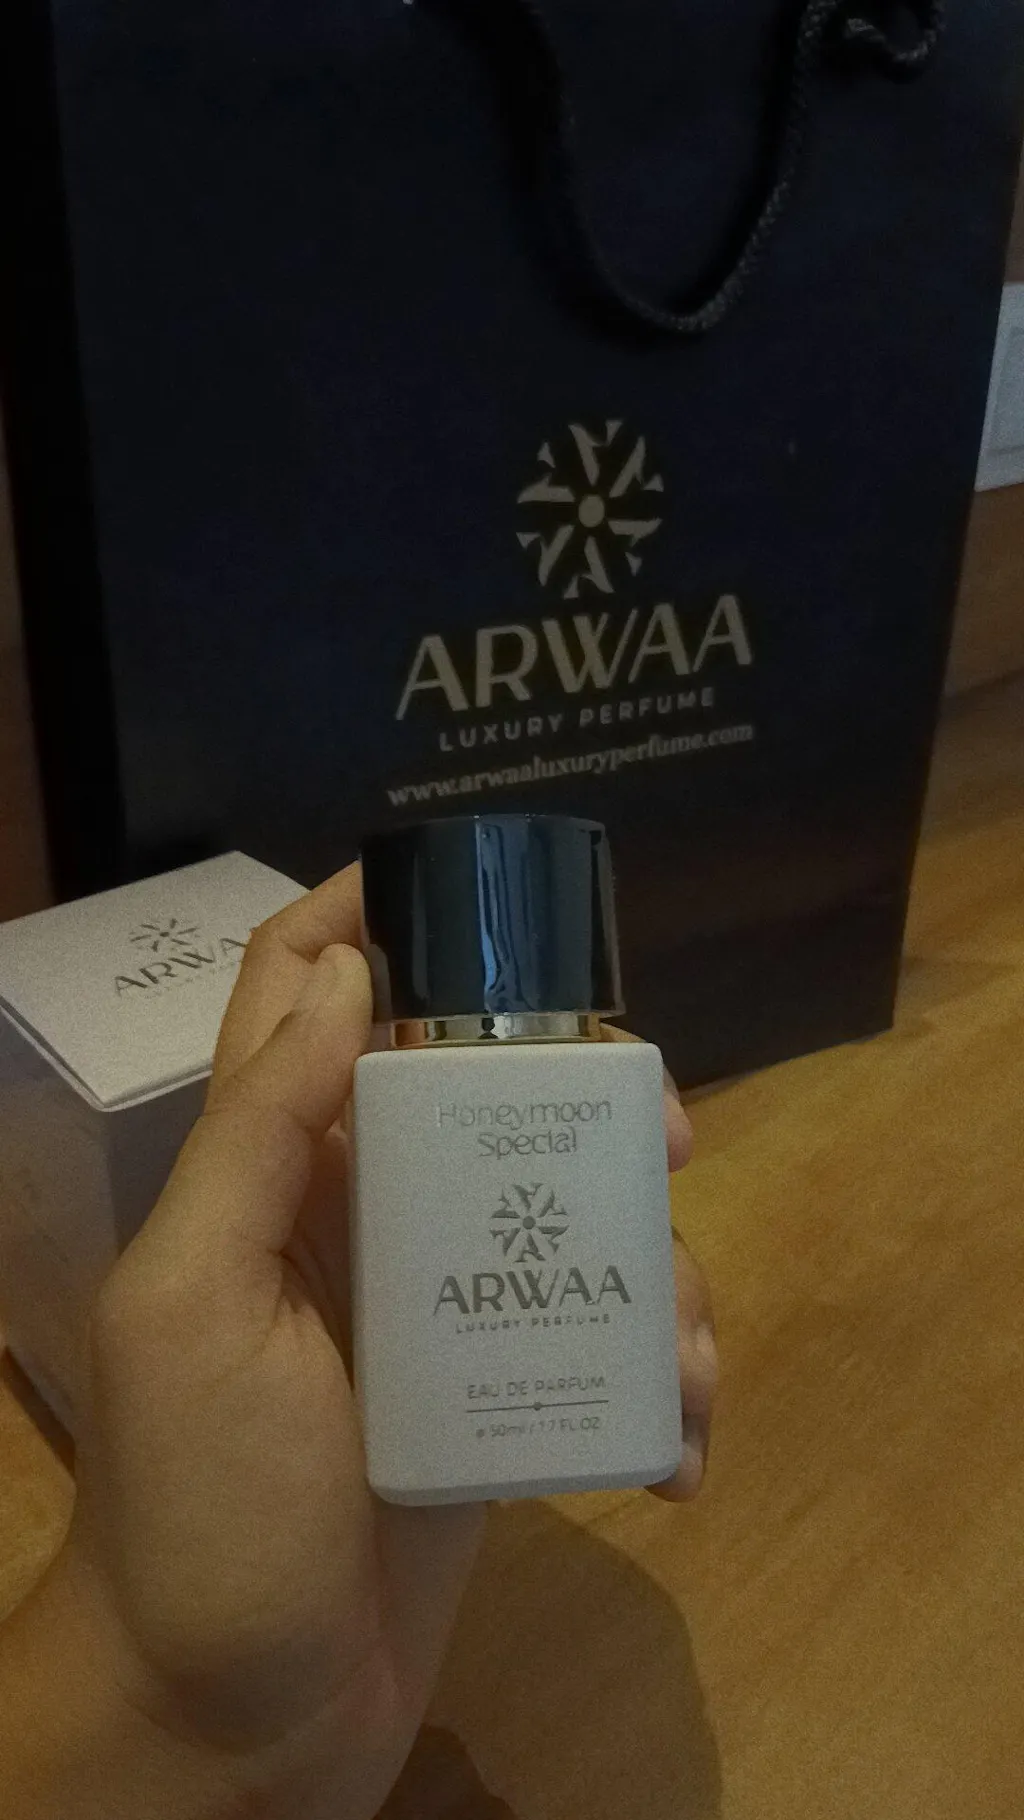 ARWAA
LUXURY PERFUME
www.arwaaluxuryperfume.com
ARWAA
Honeymoon
Special
ARWAA
LUXURY PERFUME
EAU DE PARFUM
50ml / 1.7 FL.OZ